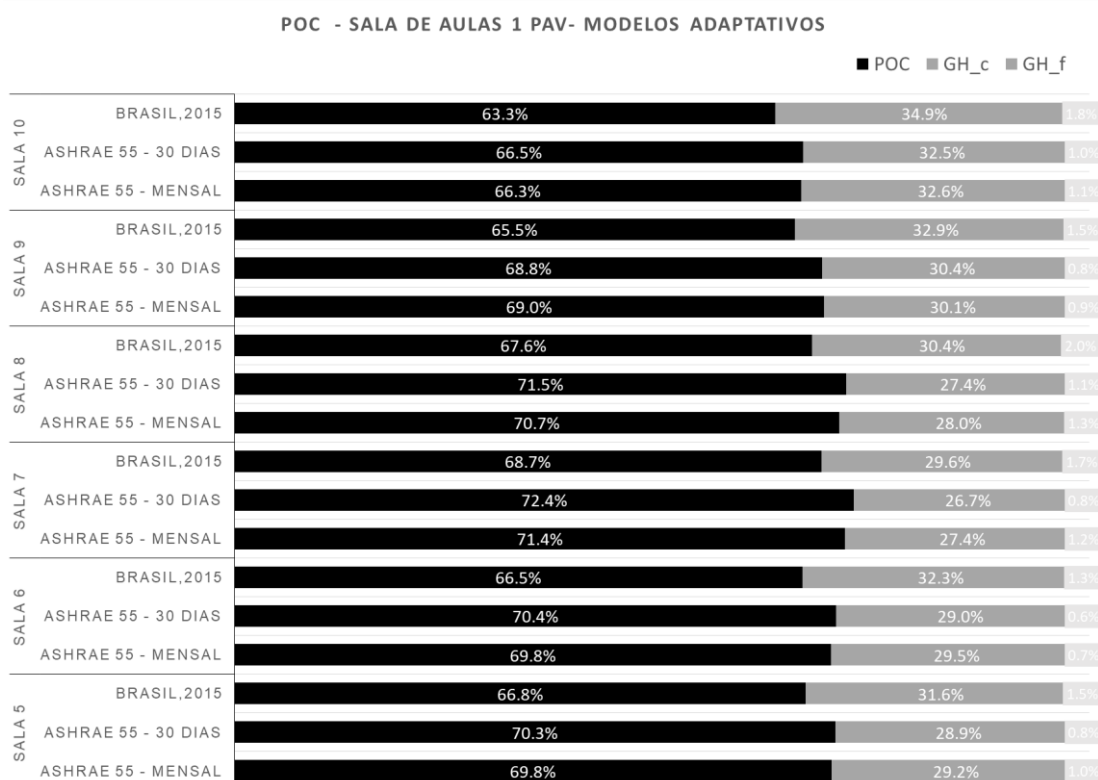 POC - SALA DE AULAS 1 PAV- MODELOS ADAPTATIVOS
POC GH_c GH_f
SALA 10
BRASIL,2015 63.3% 34.9% 1.8%
ASHRAE 55 - 30 DIAS 66.5% 32.5% 1.0%
ASHRAE 55 - MENSAL 66.3% 32.6% 1.1%
SALA 9
BRASIL,2015 65.5% 32.9% 1.5%
ASHRAE 55 - 30 DIAS 68.8% 30.4% 0.8%
ASHRAE 55 - MENSAL 69.0% 30.1% 0.9%
SALA 8
BRASIL,2015 67.6% 30.4% 2.0%
ASHRAE 55 - 30 DIAS 71.5% 27.4% 1.1%
ASHRAE 55 - MENSAL 70.7% 28.0% 1.3%
SALA 7
BRASIL,2015 68.7% 29.6% 1.7%
ASHRAE 55 - 30 DIAS 72.4% 26.7% 0.8%
ASHRAE 55 - MENSAL 71.4% 27.4% 1.2%
SALA 6
BRASIL,2015 66.5% 32.3% 1.3%
ASHRAE 55 - 30 DIAS 70.4% 29.0% 0.6%
ASHRAE 55 - MENSAL 69.8% 29.5% 0.7%
SALA 5
BRASIL,2015 66.8% 31.6% 1.5%
ASHRAE 55 - 30 DIAS 70.3% 28.9% 0.8%
ASHRAE 55 - MENSAL 69.8% 29.2% 1.0%